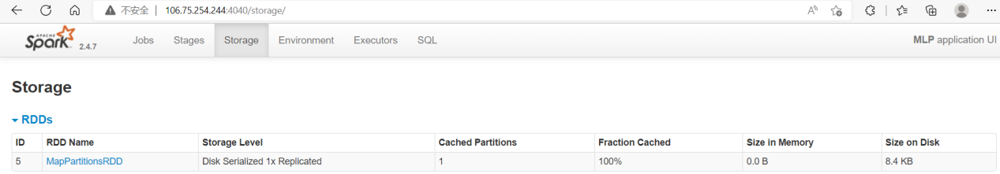 不安全 106.75.254.244:4040/storage/
APACHE Spark 2.4.7 Jobs Stages Storage Environment Executors SQL MLP application UI
Storage
RDDs
ID RDD Name Storage Level Cached Partitions Fraction Cached Size in Memory Size on Disk
5 MapPartitionsRDD Disk Serialized 1x Replicated 1 100% 0.0 B 8.4 KB